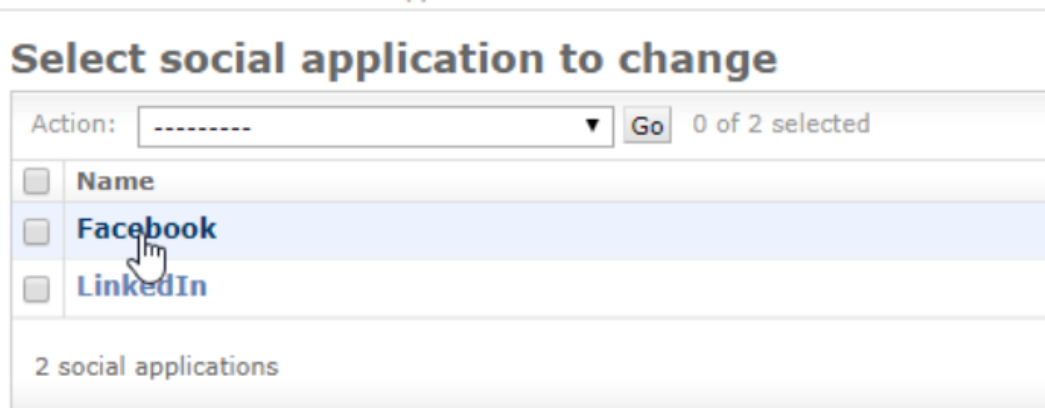 Select social application to change
Action: --------- Go 0 of 2 selected
Name
Facebook
LinkedIn
2 social applications